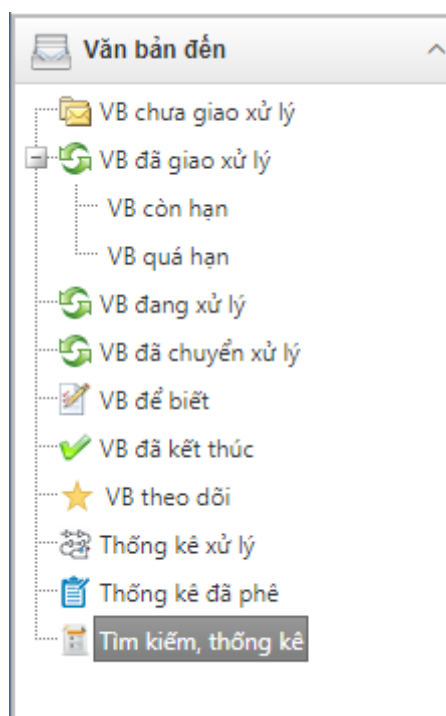 Văn bản đến
VB chưa giao xử lý
VB đã giao xử lý
VB còn hạn
VB quá hạn
VB đang xử lý
VB đã chuyển xử lý
VB để biết
VB đã kết thúc
VB theo dõi
Thống kê xử lý
Thống kê đã phê
Tìm kiếm, thống kê